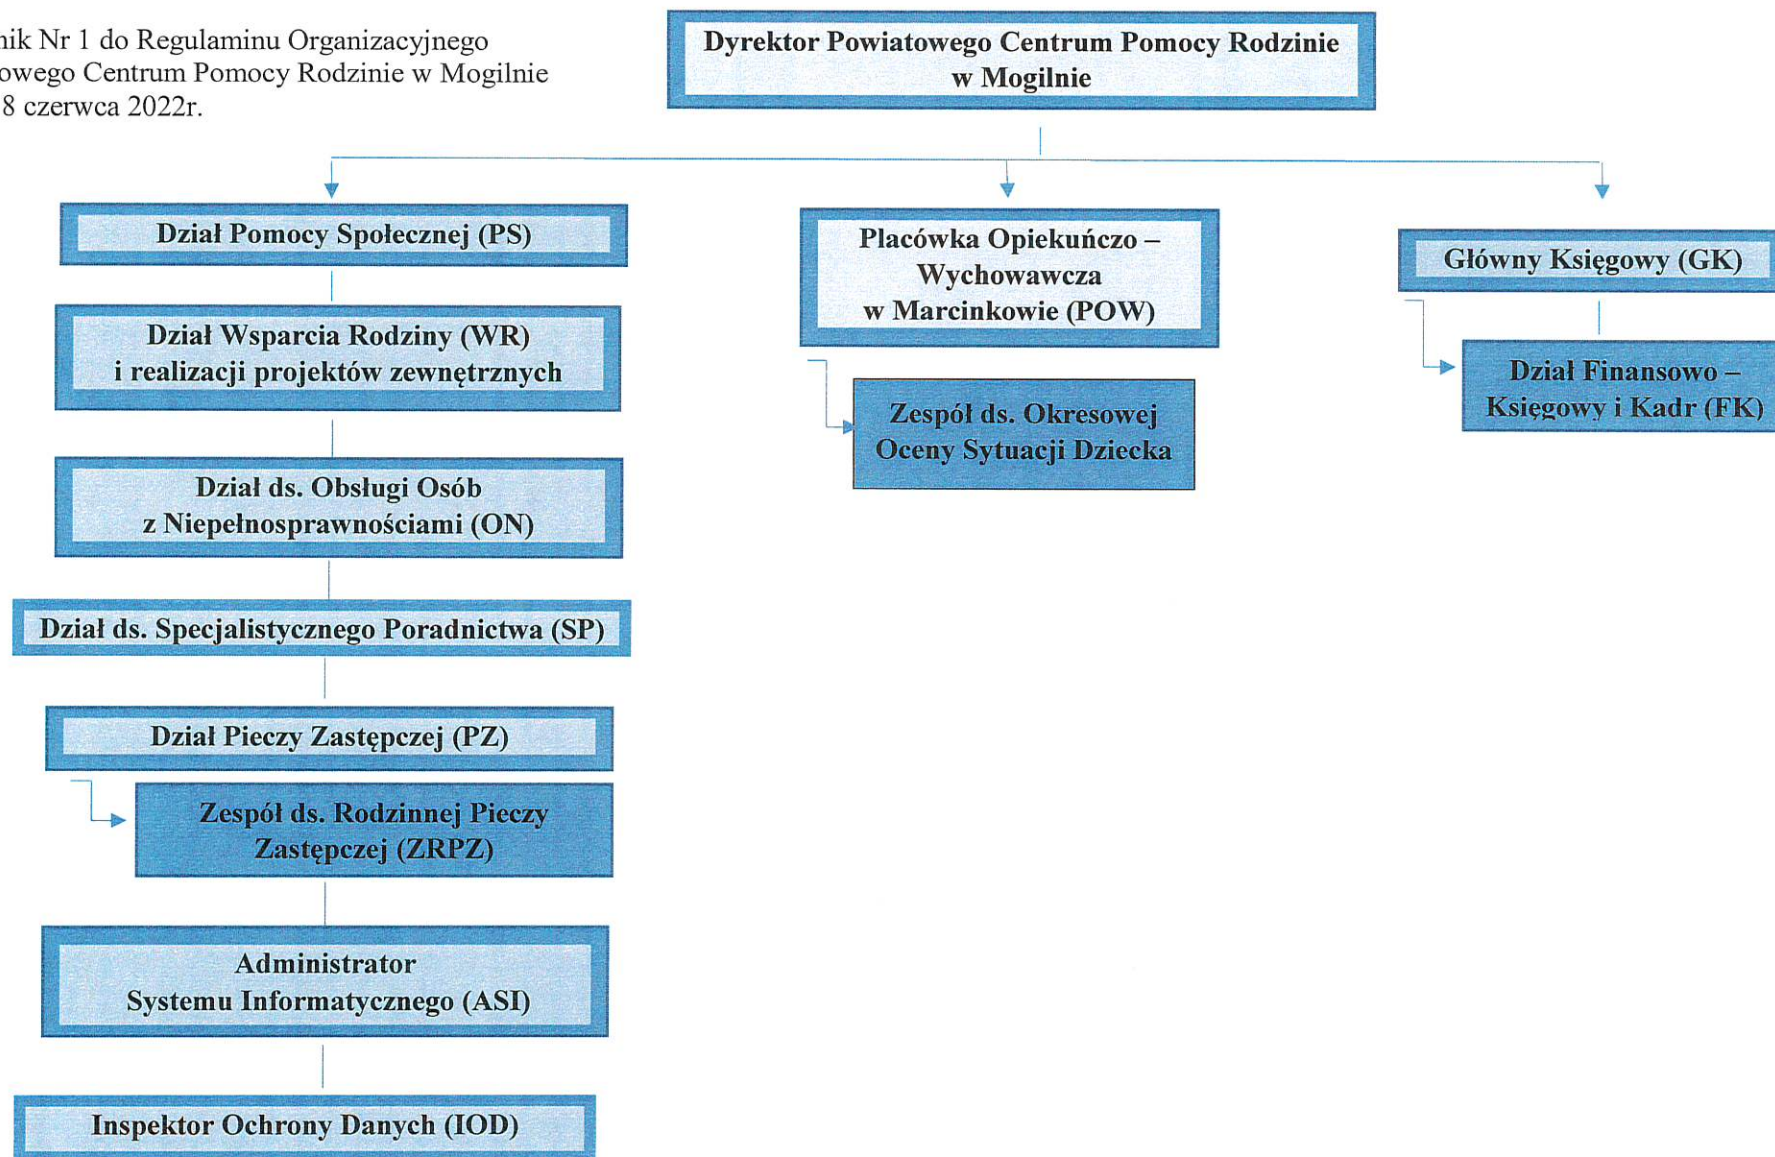 nik Nr 1 do Regulaminu Organizacyjnego
owego Centrum Pomocy Rodzinie w Mogilnie
8 czerwca 2022r.
Dyrektor Powiatowego Centrum Pomocy Rodzinie
w Mogilnie
Dział Pomocy Społecznej (PS)
Dział Wsparcia Rodziny (WR)
i realizacji projektów zewnętrznych
Dział ds. Obsługi Osób
z Niepełnosprawnościami (ON)
Dział ds. Specjalistycznego Poradnictwa (SP)
Dział Pieczy Zastępczej (PZ)
Zespól ds. Rodzinnej Pieczy
Zastępczej (ZRPZ)
Administrator
Systemu Informatycznego (ASI)
Inspektor Ochrony Danych (IOD)
Placówka Opiekuńczo –
Wychowawcza
w Marcinkowie (POW)
Zespół ds. Okresowej
Oceny Sytuacji Dziecka
Główny Księgowy (GK)
Dział Finansowo –
Księgowy i Kadr (FK)